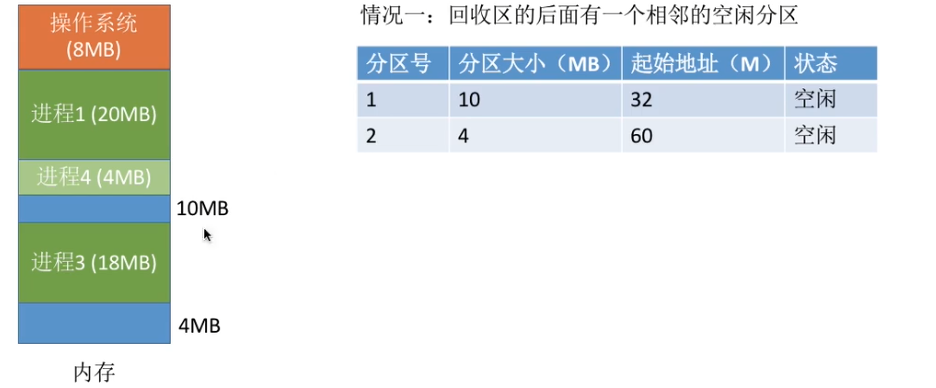 操作系统
(8MB)
进程1 (20MB)
进程4 (4MB)
10MB
进程3 (18MB)
4MB
内存
情况一：回收区的后面有一个相邻的空闲分区
分区号 分区大小（MB） 起始地址（M） 状态
1 10 32 空闲
2 4 60 空闲